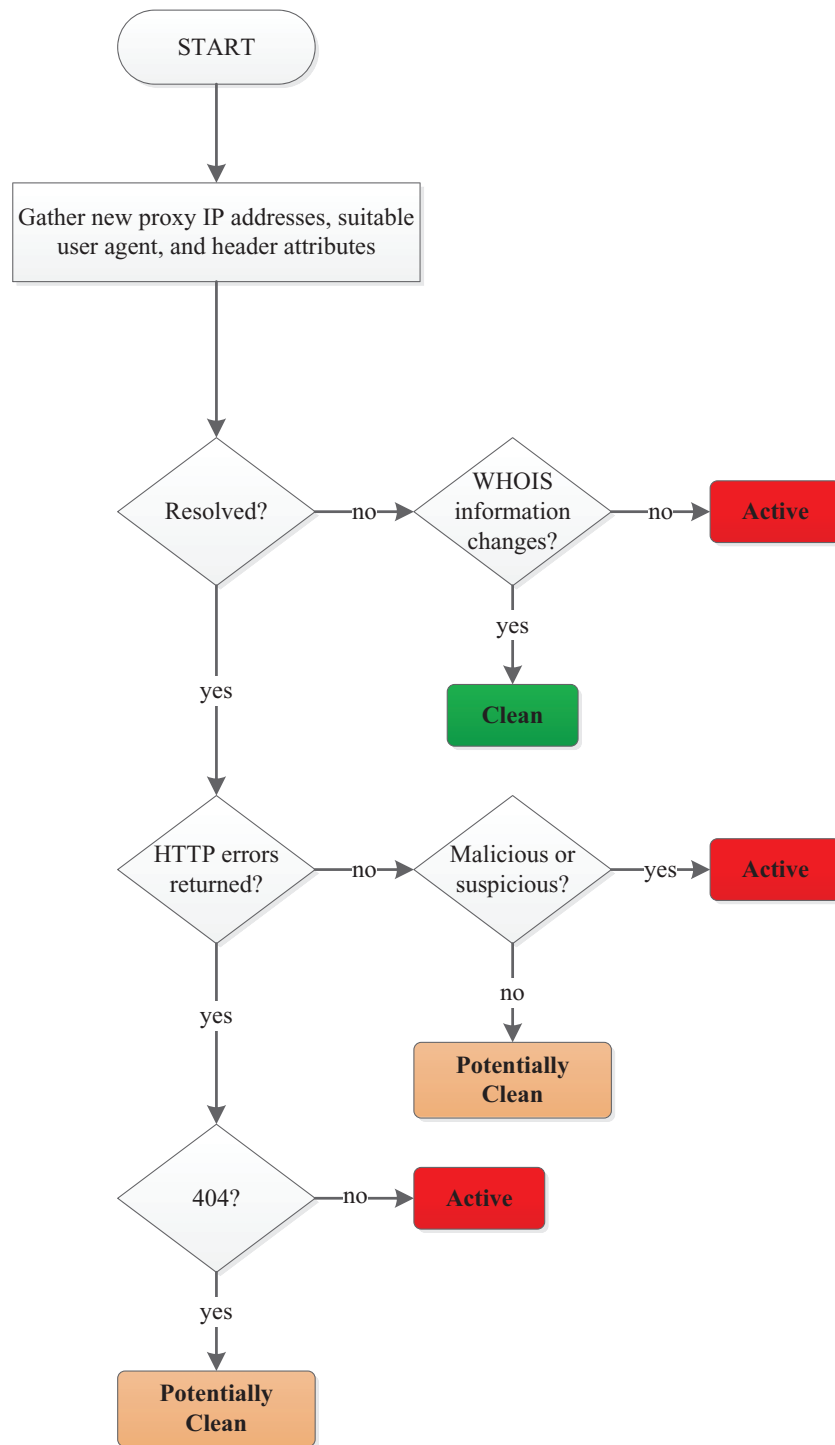 START
Gather new proxy IP addresses, suitable
user agent, and header attributes
Resolved?
no
WHOIS
information
changes?
no
Active
yes
Clean
yes
HTTP errors
returned?
no
Malicious or
suspicious?
yes
Active
no
Potentially
Clean
yes
404?
no
Active
yes
Potentially
Clean